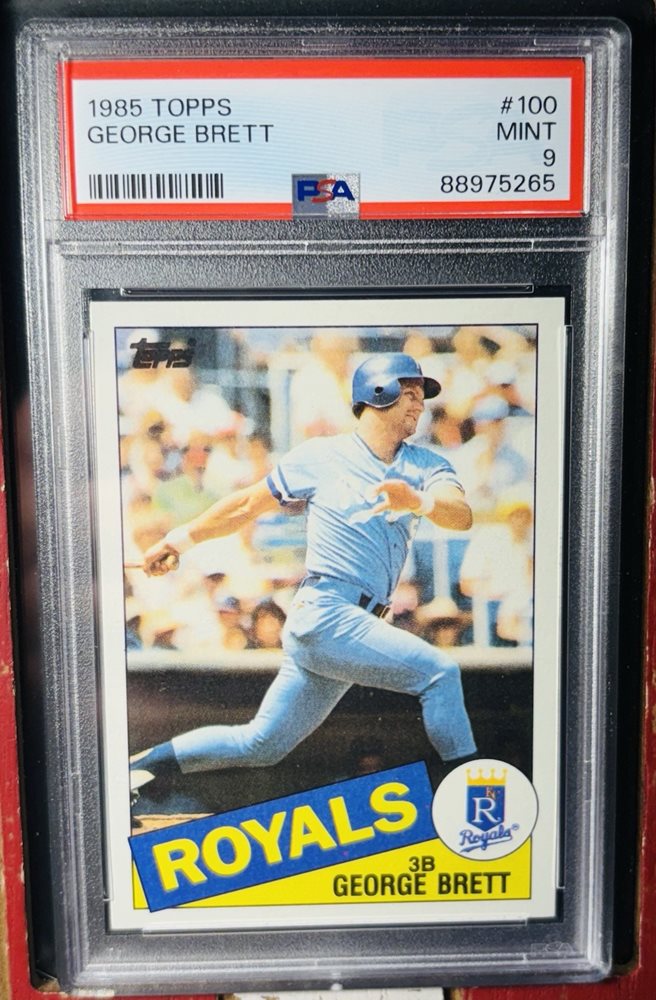 1985 TOPPS #100
GEORGE BRETT MINT
9
PSA 88975265
Topps
R
Royals®
ROYALS
3B
GEORGE BRETT